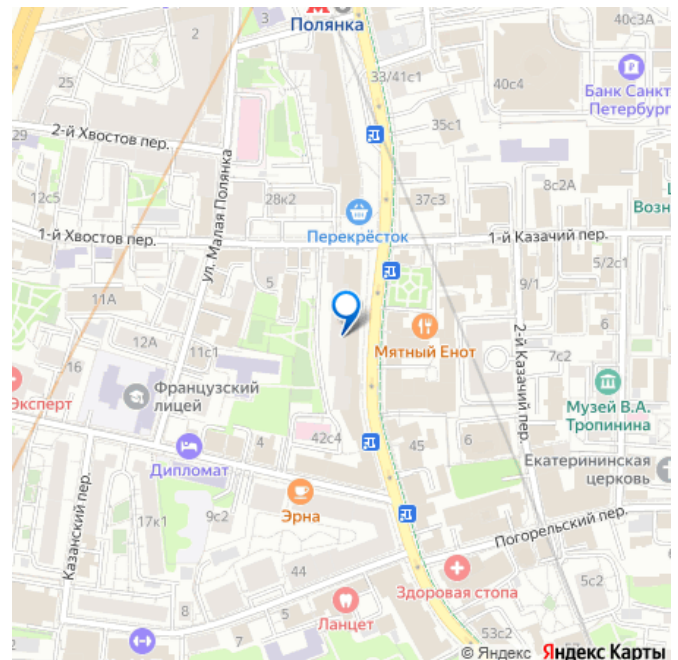 40с3А
3
Полянка
2
33/41с1
40с4
Банк Санкт
Петербург
25
35с1
29
2-й Хвостов пер.
8с2А
12с5
28к2
37с3
Возн
ул. Малая Полянка
Перекрёсток
1-й Хвостов пер.
1-й Казачий пер.
5
5/2с1
9/1
11А
12А
11с1
Мятный Енот
2-й Казачий пер.
7с2
16
Французский
лицей
Эксперт
Музей В.А.
Тропинина
42с4
4
45
6
Дипломат
Екатерининская
церковь
Казанский пер.
Эрна
17к1
9с2
Погорельский пер.
44
Здоровая стопа
5с2
8
7
5
Ланцет
53с2
© Яндекс Яндекс Карты